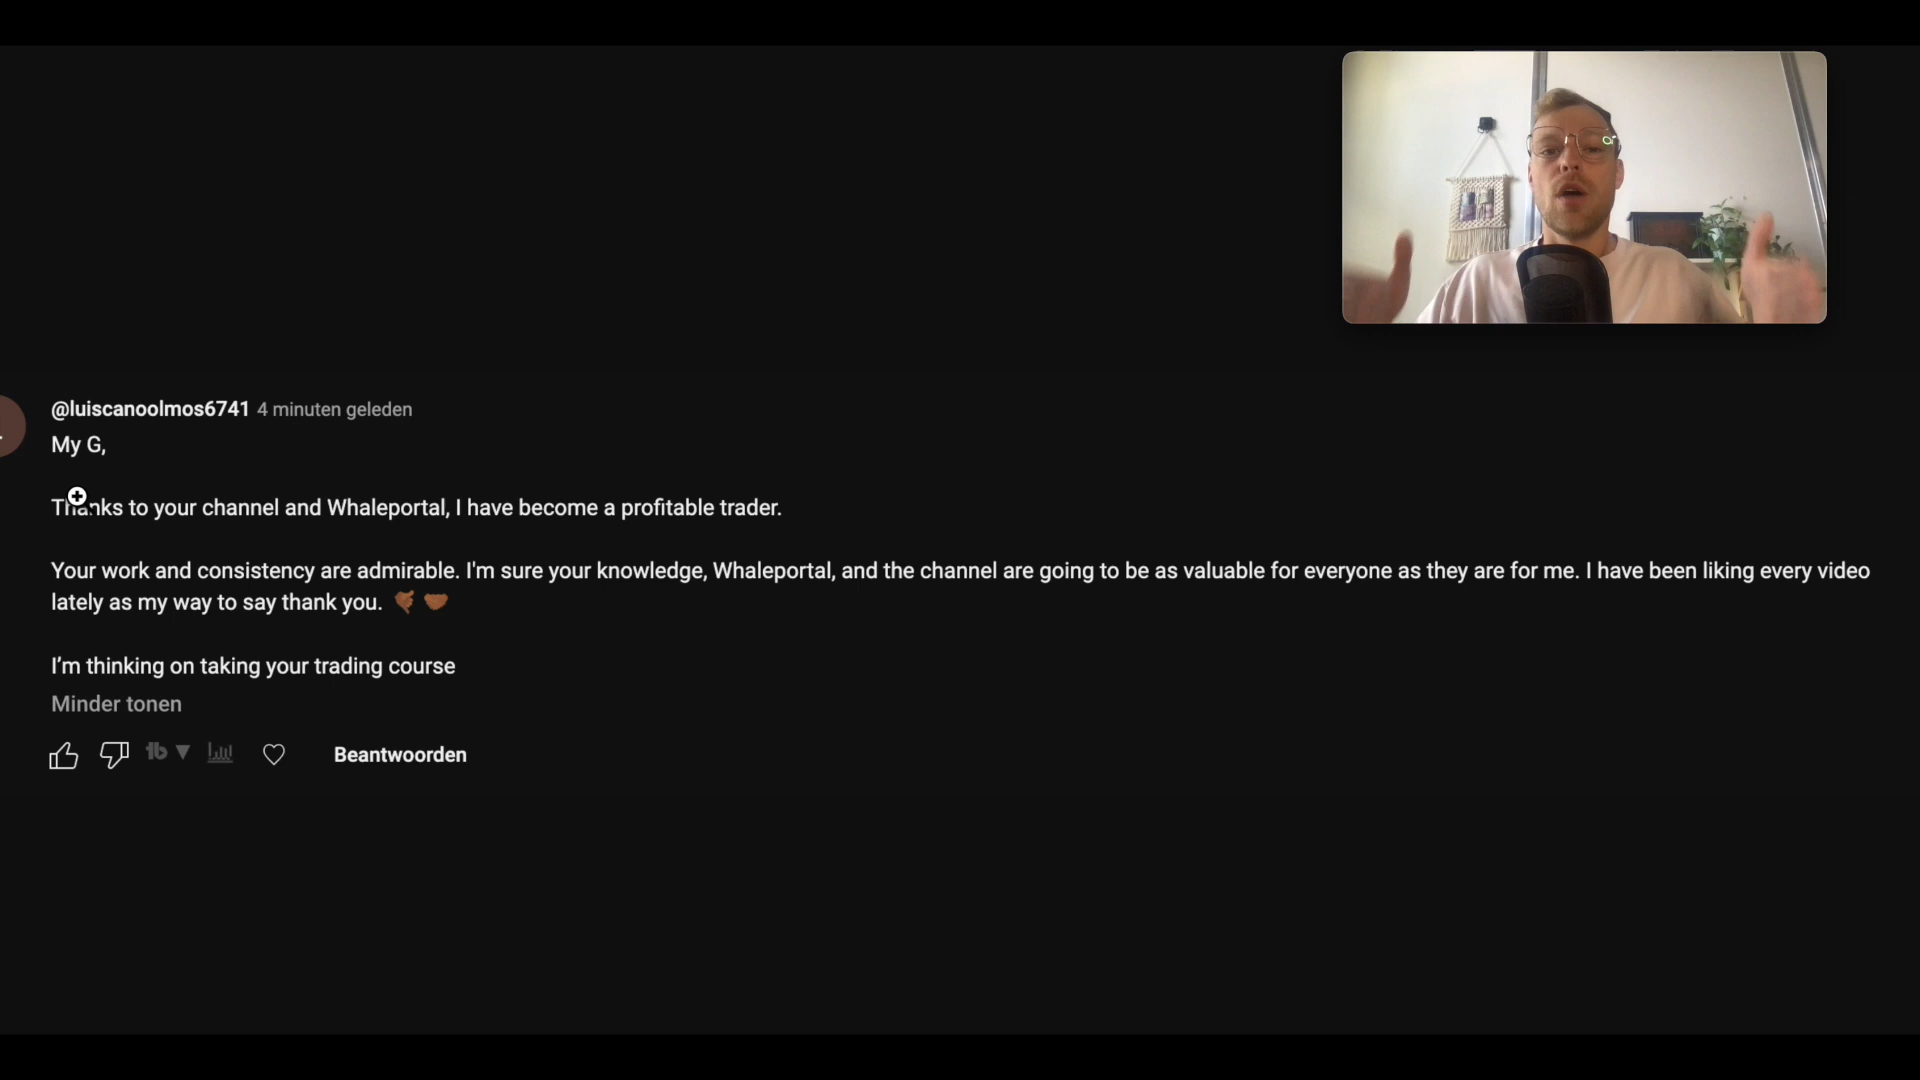 @luiscanoolmos6741 4 minuten geleden
My G,
Thanks to your channel and Whaleportal, I have become a profitable trader.
Your work and consistency are admirable. I'm sure your knowledge, Whaleportal, and the channel are going to be as valuable for everyone as they are for me. I have been liking every video
lately as my way to say thank you.
I'm thinking on taking your trading course
Minder tonen
Beantwoorden